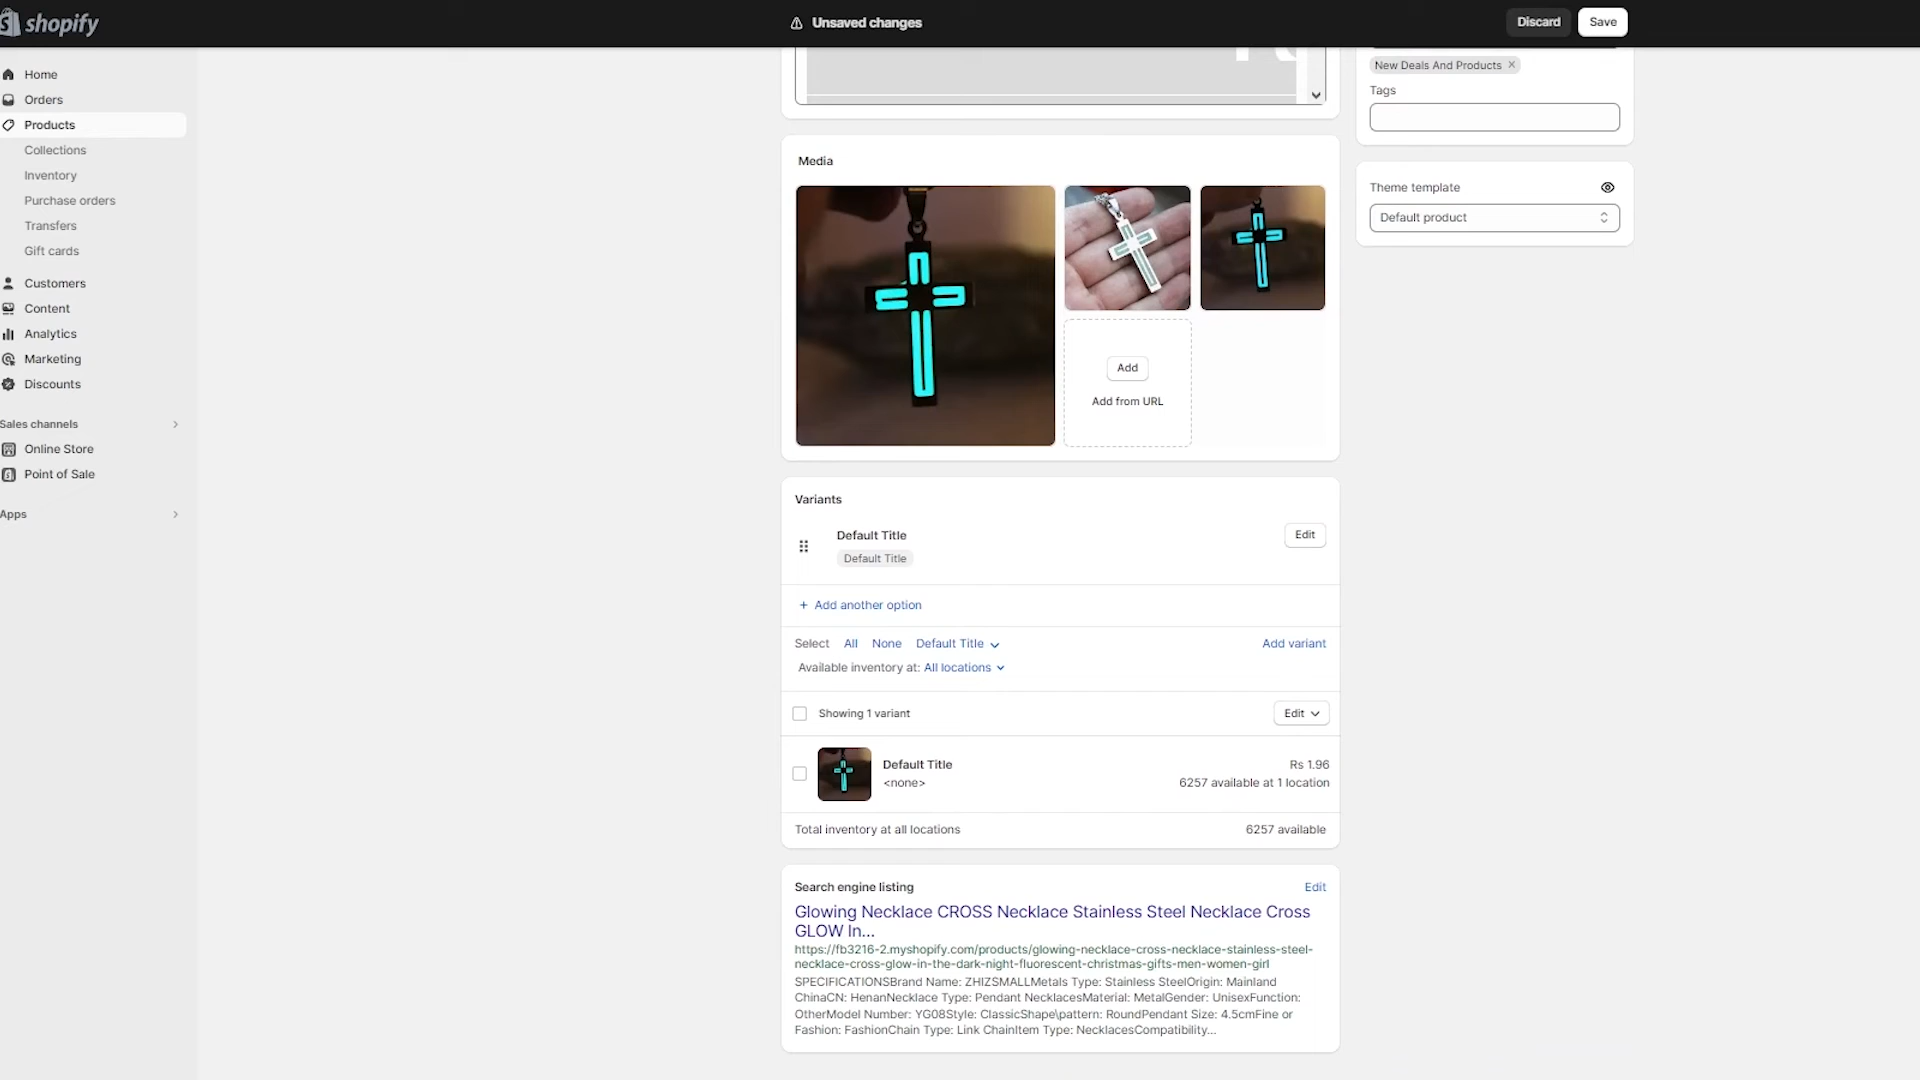 shopify
Unsaved changes
Discard
Save
Home
Orders
Products
Collections
Inventory
Purchase orders
Transfers
Gift cards
Customers
Content
Analytics
Marketing
Discounts
Sales channels
Online Store
Point of Sale
Apps
New Deals And Products
Tags
Theme template
Default product
Media
Add
Add from URL
Variants
Default Title
Edit
Default Title
+ Add another option
Select All None Default Title
Add variant
Available inventory at: All locations
Showing 1 variant
Edit
Default Title
Rs 1.96
<none>
6257 available at 1 location
Total inventory at all locations
6257 available
Search engine listing
Edit
Glowing Necklace CROSS Necklace Stainless Steel Necklace Cross
GLOW In...
https://fb3216-2.myshopify.com/products/glowing-necklace-cross-necklace-stainless-steel-
necklace-cross-glow-in-the-dark-night-fluorescent-christmas-gifts-men-women-girl
SPECIFICATIONSBrand Name: ZHIZSMALLMetals Type: Stainless SteelOrigin: Mainland
ChinaCN: HenanNecklace Type: Pendant NecklacesMaterial: MetalGender: UnisexFunction:
OtherModel Number: YG08Style: ClassicShape\pattern: RoundPendant Size: 4.5cmFine or
Fashion: FashionChain Type: Link ChainItem Type: NecklacesCompatibility...